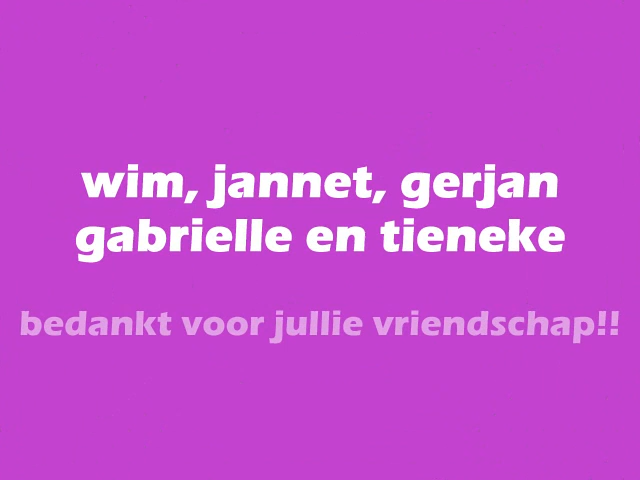 wim, jannet, gerjan
gabrielle en tieneke
bedankt voor jullie vriendschap!!